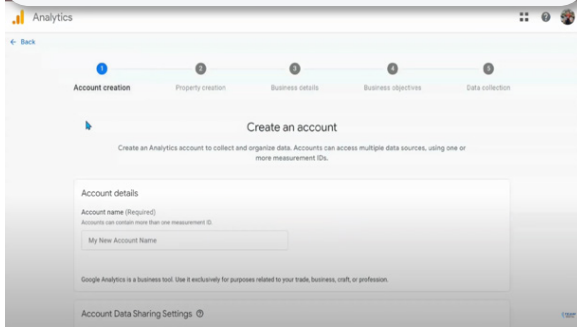 Analytics
← Back
1 2 3 4 5
Account creation Property creation Business details Business objectives Data collection
Create an account
Create an Analytics account to collect and organize data. Accounts can access multiple data sources, using one or
more measurement IDs.
Account details
Account name (Required)
Accounts can contain more than one measurement ID.
My New Account Name
Google Analytics is a business tool. Use it exclusively for purposes related to your trade, business, craft, or profession.
Account Data Sharing Settings